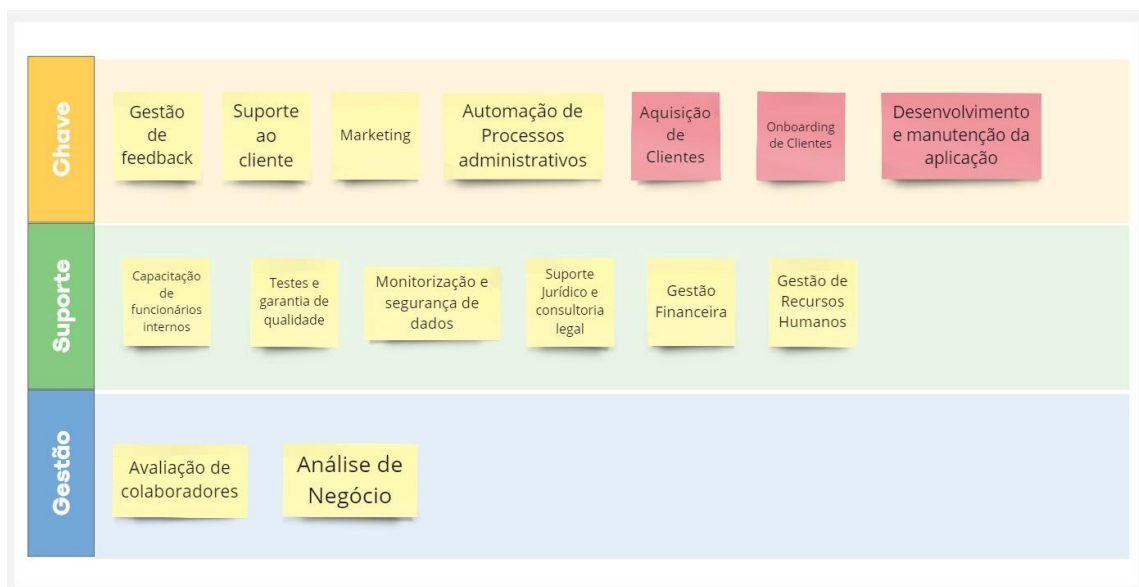 Chave
Gestão
de
feedback
Suporte
ao
cliente
Marketing
Automação de
Processos
administrativos
Aquisição
de
Clientes
Onboarding
de Clientes
Desenvolvimento
e manutenção da
aplicação
Suporte
Capacitação
de
funcionários
internos
Testes e
garantia de
qualidade
Monitorização e
segurança de
dados
Suporte
Jurídico e
consultoria
legal
Gestão
Financeira
Gestão de
Recursos
Humanos
Gestão
Avaliação de
colaboradores
Análise de
Negócio